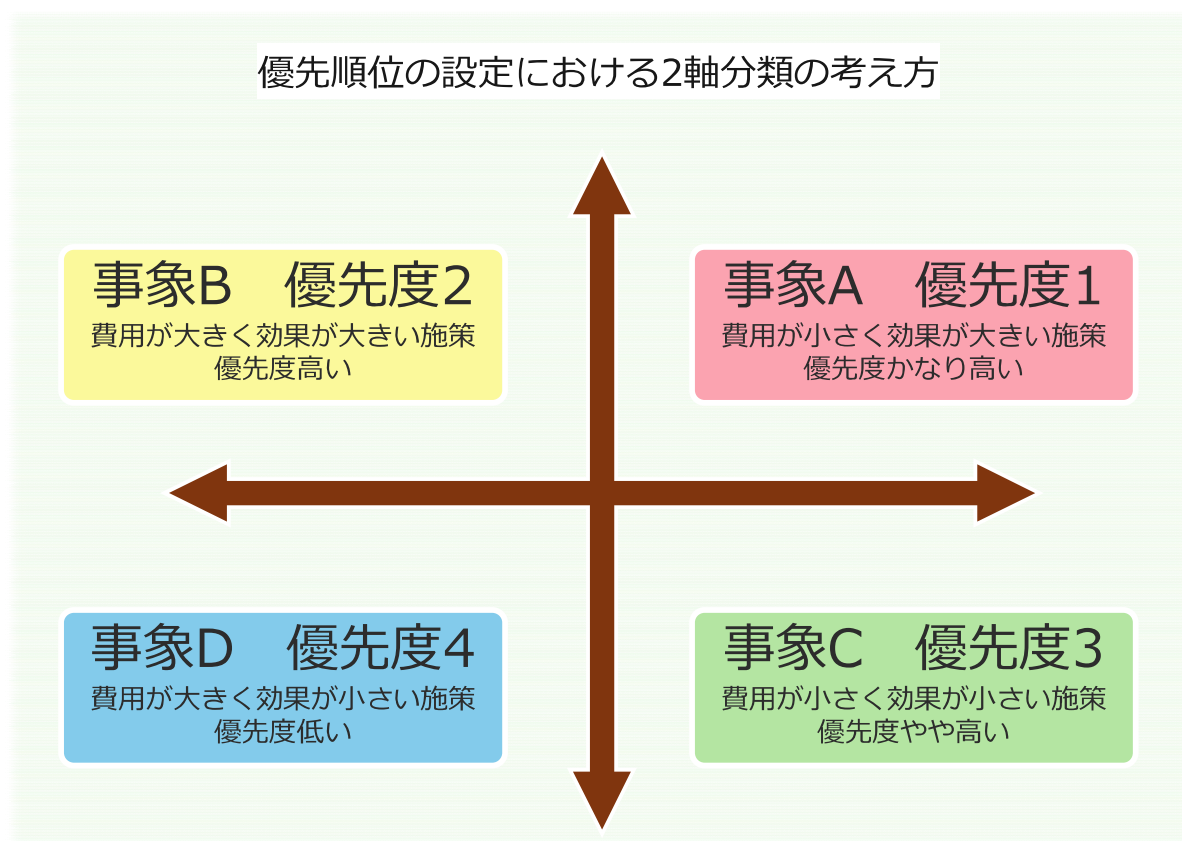 優先順位の設定における2軸分類の考え方
事象B　優先度2
費用が大きく効果が大きい施策
優先度高い
事象A　優先度1
費用が小さく効果が大きい施策
優先度かなり高い
事象D　優先度4
費用が大きく効果が小さい施策
優先度低い
事象C　優先度3
費用が小さく効果が小さい施策
優先度やや高い